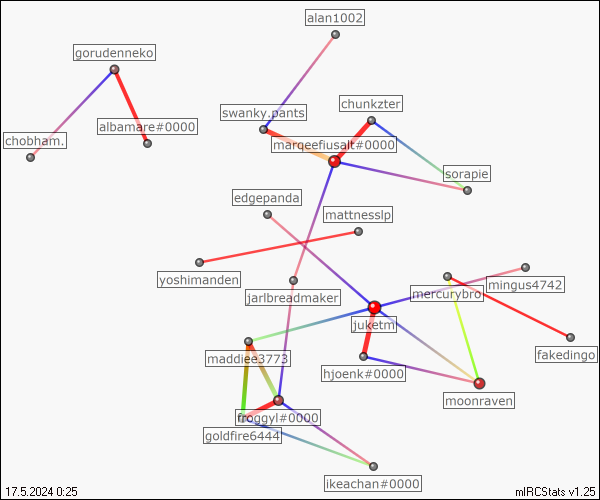 alan1002
gorudenneko
chunkzter
swanky.pants
albamare#0000
chobham.
marqeefiusalt#0000
sorapie
edgepanda
mattnesslp
yoshimanden
mingus4742
mercurybro
jarlbreadmaker
juketm
fakedingo
maddiee3773
hjoenk#0000
moonraven
froggyl#0000
goldfire6444
ikeachan#0000
17.5.2024 0:25
mIRCStats v1.25